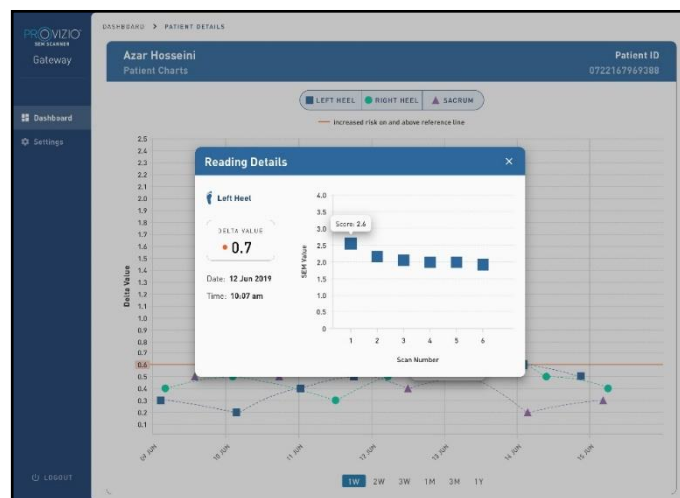 PROVIZIO
SEM SCANNER
Gateway
Dashboard
Settings
LOGOUT
DASHBOARD > PATIENT DETAILS
Azar Hosseini
Patient Charts
Patient ID
0722167969388
LEFT HEEL RIGHT HEEL SACRUM
Increased risk on and above reference line
Delta Value
2.5
2.4
2.3
2.2
2.1
2.0
1.9
1.8
1.7
1.6
1.5
1.4
1.3
1.2
1.1
1.0
0.9
0.8
0.7
0.6
0.5
0.4
0.3
0.2
0.1
09 JUN 10 JUN 11 JUN 12 JUN 13 JUN 14 JUN 15 JUN
1W 2W 3W 1M 3M 1Y
Reading Details ×
Left Heel
DELTA VALUE
0.7
Date: 12 Jun 2019
Time: 10:07 am
SEM Value
4.0
3.5
3.0
2.5
2.0
1.5
1.0
0.5
0
Score: 2.6
1 2 3 4 5 6
Scan Number